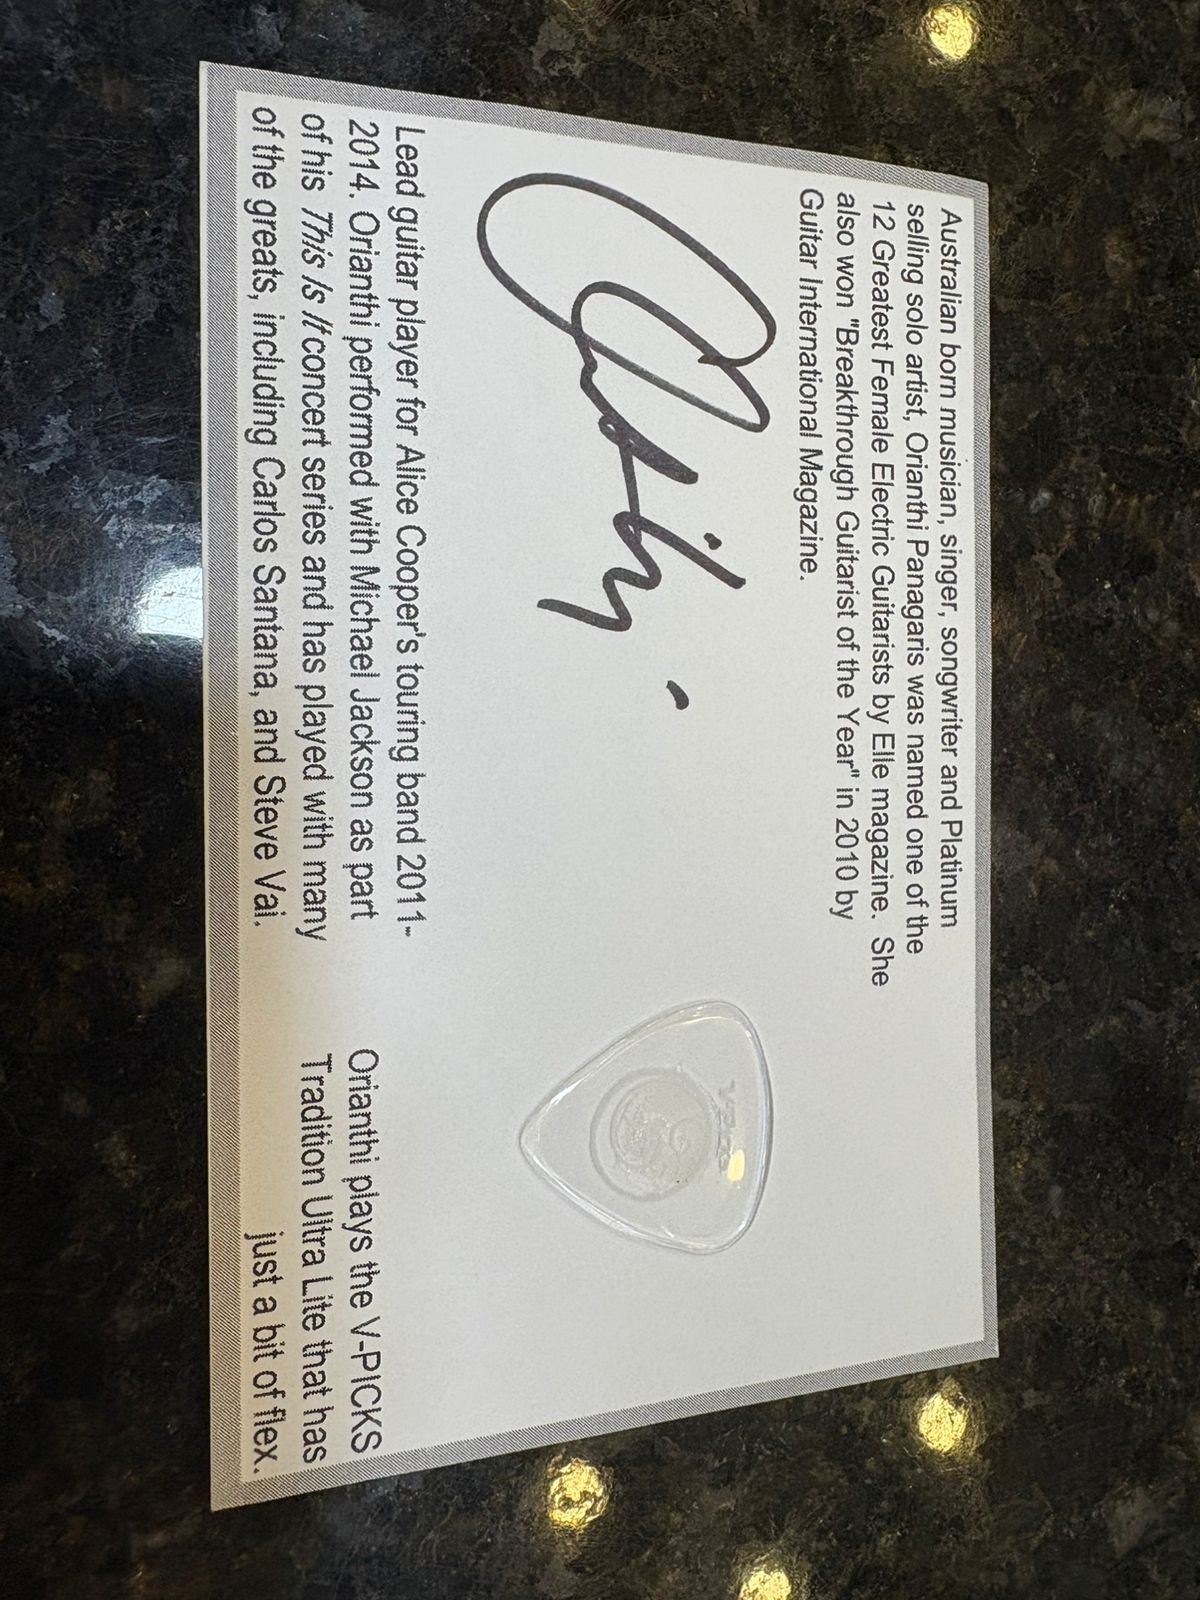 Australian born musician, singer, songwriter and Platinum
selling solo artist, Orianthi Panagaris was named one of the
12 Greatest Female Electric Guitarists by Elle magazine. She
also won "Breakthrough Guitarist of the Year" in 2010 by
Guitar International Magazine.
Lead guitar player for Alice Cooper's touring band 2011-
2014. Orianthi performed with Michael Jackson as part
of his This Is It concert series and has played with many
of the greats, including Carlos Santana, and Steve Vai.
Orianthi plays the V-PICKS
Tradition Ultra Lite that has
just a bit of flex.